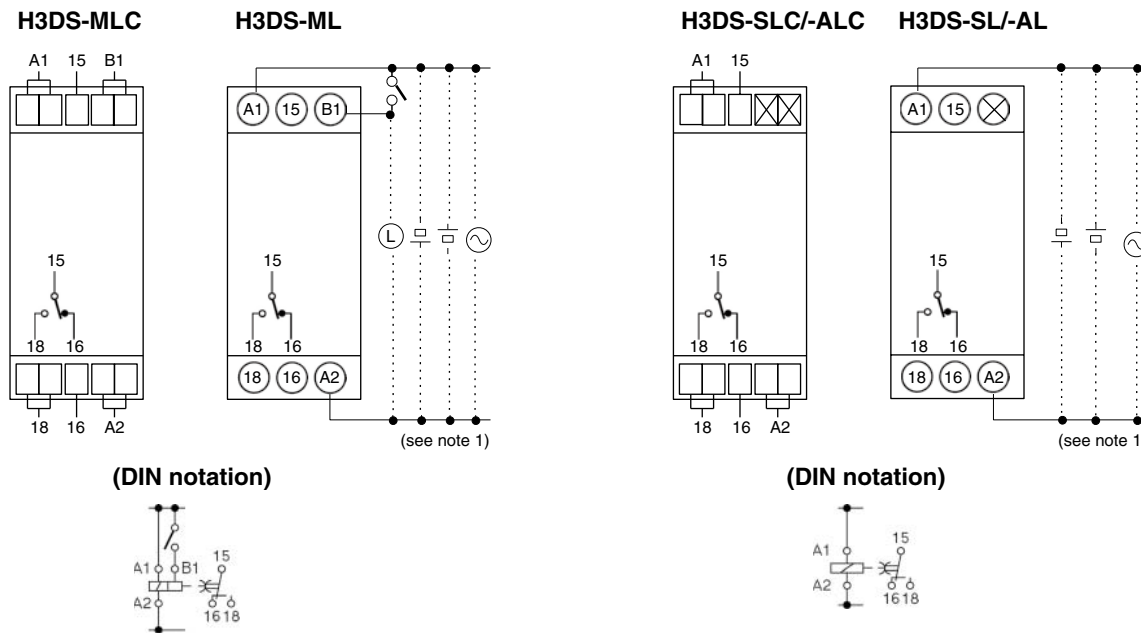 H3DS-MLC H3DS-ML H3DS-SLC/-ALC H3DS-SL/-AL
A1 15 B1 A1 15
A1 15 B1 A1 15
L
15 15 15 15
18 16 18 16 18 16 18 16
18 16 A2 18 16 A2
18 16 A2 18 16 A2
(see note 1) (see note 1
(DIN notation) (DIN notation)
15 15
A1 B1 A1
A2 A2
16 18 16 18